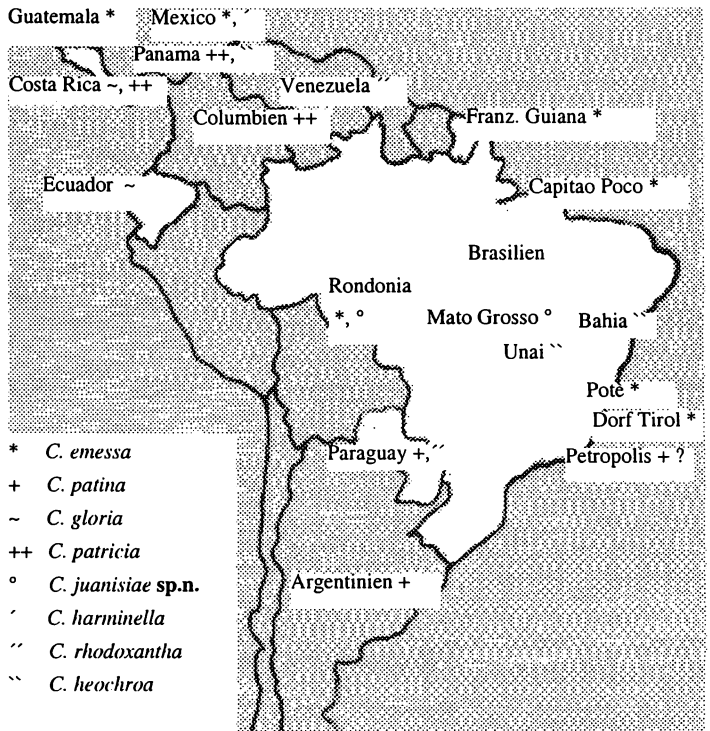 Guatemala *
Mexico *, ´
Panama ++, ``
Costa Rica ~, ++
Venezuela ``
Columbien ++
Franz. Guiana *
Ecuador ~
Capitao Poco *
Brasilien
Rondonia
*, °
Mato Grosso °
Bahia ``
Unai ``
Pote *
Dorf Tirol *
Paraguay +, ´´
Petropolis + ?
Argentinien +
* C. emessa
+ C. patina
~ C. gloria
++ C. patricia
° C. juanisiae sp.n.
´ C. harminella
´´ C. rhodoxantha
`` C. heochroa